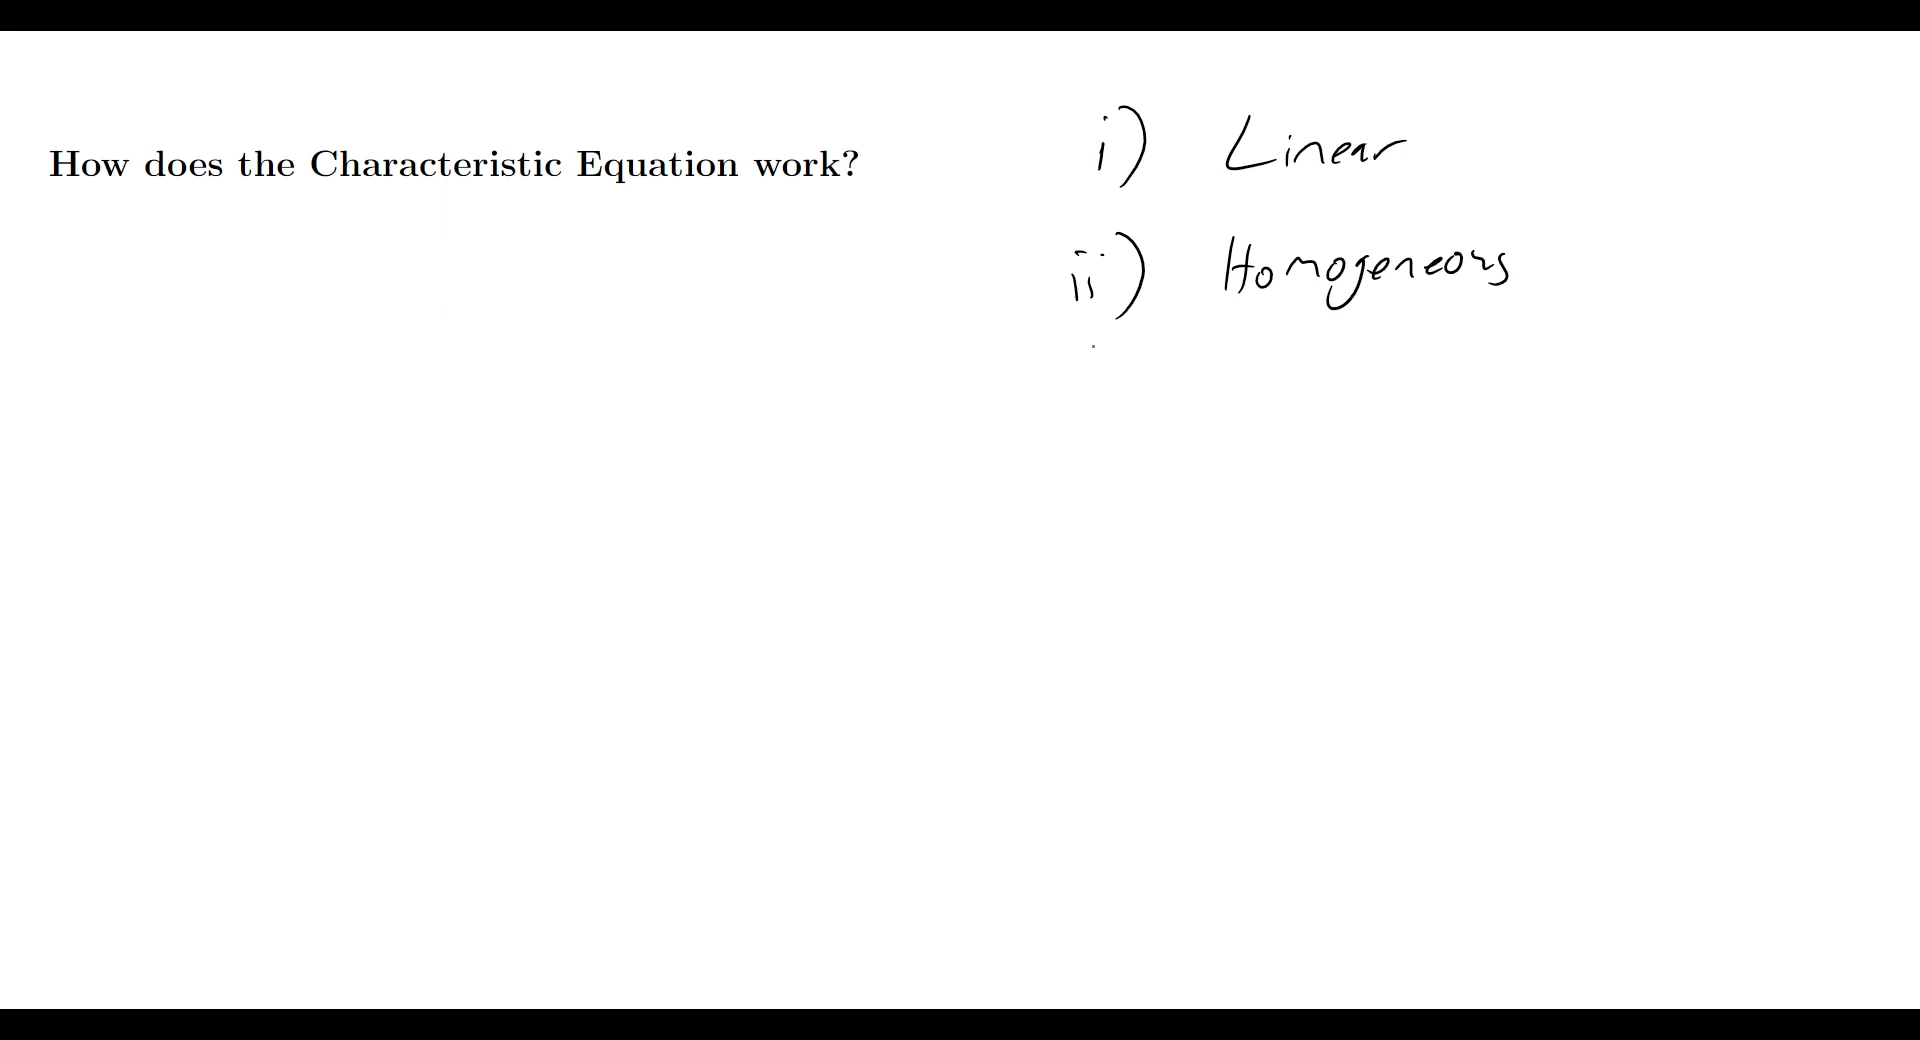 How does the Characteristic Equation work?
i) Linear
ii) Homogeneous